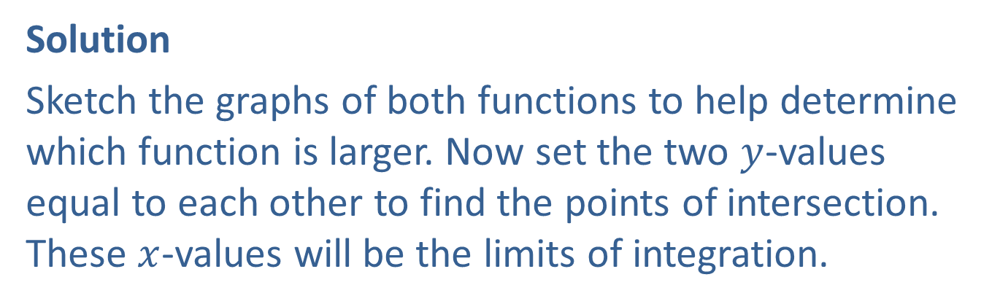 Solution
Sketch the graphs of both functions to help determine
which function is larger. Now set the two y-values
equal to each other to find the points of intersection.
These x-values will be the limits of integration.